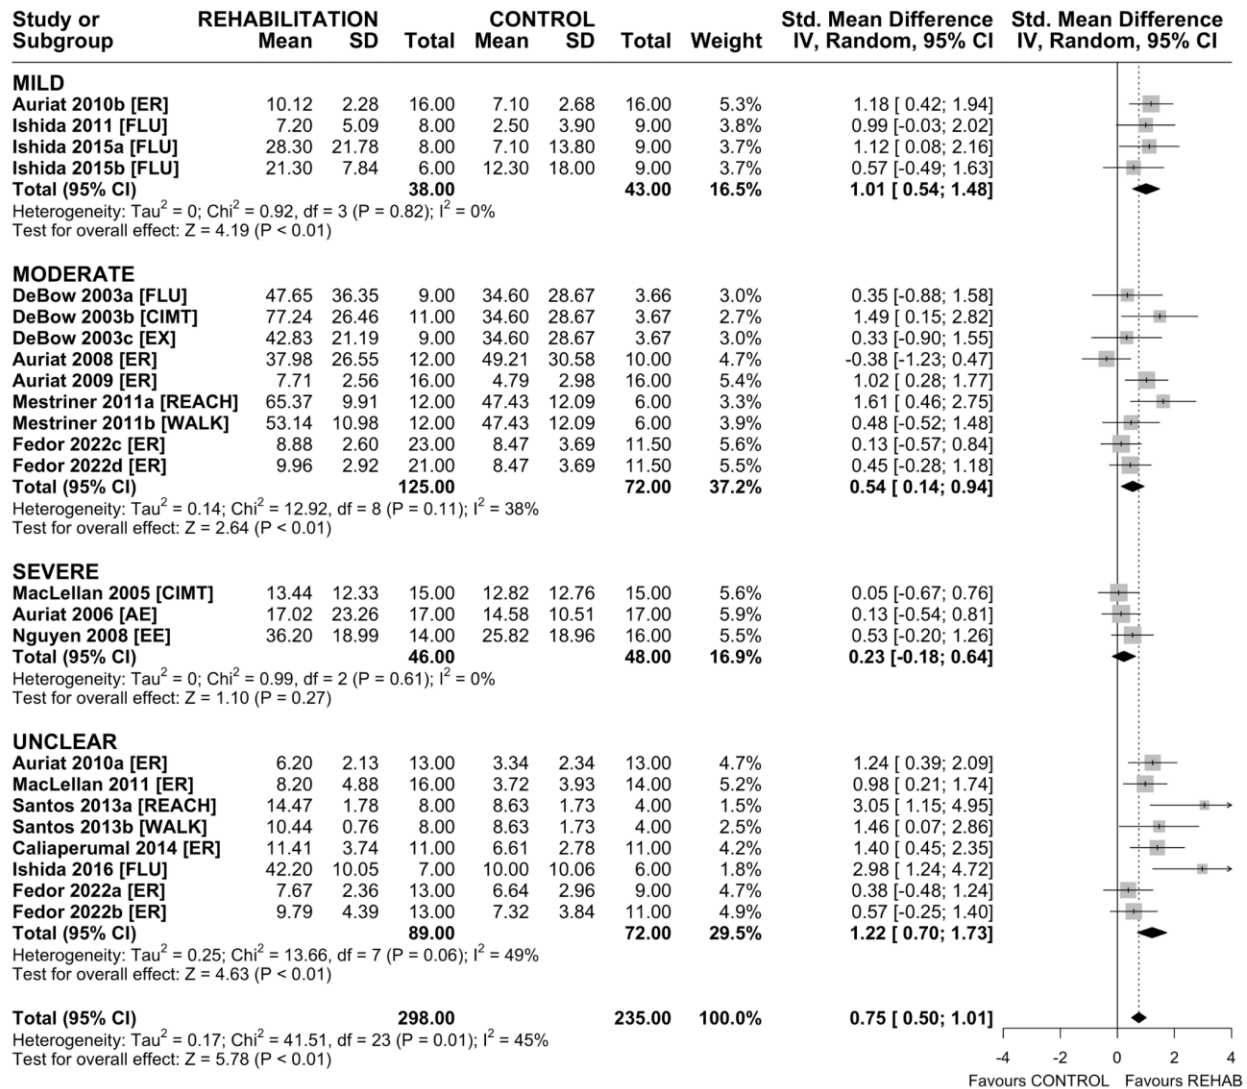 Study or REHABILITATION CONTROL Std. Mean Difference Std. Mean Difference
Subgroup Mean SD Total Mean SD Total Weight IV, Random, 95% CI IV, Random, 95% CI
MILD
Auriat 2010b [ER] 10.12 2.28 16.00 7.10 2.68 16.00 5.3% 1.18 [ 0.42; 1.94]
Ishida 2011 [FLU] 7.20 5.09 8.00 2.50 3.90 9.00 3.8% 0.99 [-0.03; 2.02]
Ishida 2015a [FLU] 28.30 21.78 8.00 7.10 13.80 9.00 3.7% 1.12 [ 0.08; 2.16]
Ishida 2015b [FLU] 21.30 7.84 6.00 12.30 18.00 9.00 3.7% 0.57 [-0.49; 1.63]
Total (95% CI) 38.00 43.00 16.5% 1.01 [ 0.54; 1.48]
Heterogeneity: Tau² = 0; Chi² = 0.92, df = 3 (P = 0.82); I² = 0%
Test for overall effect: Z = 4.19 (P < 0.01)
MODERATE
DeBow 2003a [FLU] 47.65 36.35 9.00 34.60 28.67 3.66 3.0% 0.35 [-0.88; 1.58]
DeBow 2003b [CIMT] 77.24 26.46 11.00 34.60 28.67 3.67 2.7% 1.49 [ 0.15; 2.82]
DeBow 2003c [EX] 42.83 21.19 9.00 34.60 28.67 3.67 3.0% 0.33 [-0.90; 1.55]
Auriat 2008 [ER] 37.98 26.55 12.00 49.21 30.58 10.00 4.7% -0.38 [-1.23; 0.47]
Auriat 2009 [ER] 7.71 2.56 16.00 4.79 2.98 16.00 5.4% 1.02 [ 0.28; 1.77]
Mestriner 2011a [REACH] 65.37 9.91 12.00 47.43 12.09 6.00 3.3% 1.61 [ 0.46; 2.75]
Mestriner 2011b [WALK] 53.14 10.98 12.00 47.43 12.09 6.00 3.9% 0.48 [-0.52; 1.48]
Fedor 2022c [ER] 8.88 2.60 23.00 8.47 3.69 11.50 5.6% 0.13 [-0.57; 0.84]
Fedor 2022d [ER] 9.96 2.92 21.00 8.47 3.69 11.50 5.5% 0.45 [-0.28; 1.18]
Total (95% CI) 125.00 72.00 37.2% 0.54 [ 0.14; 0.94]
Heterogeneity: Tau² = 0.14; Chi² = 12.92, df = 8 (P = 0.11); I² = 38%
Test for overall effect: Z = 2.64 (P < 0.01)
SEVERE
MacLellan 2005 [CIMT] 13.44 12.33 15.00 12.82 12.76 15.00 5.6% 0.05 [-0.67; 0.76]
Auriat 2006 [AE] 17.02 23.26 17.00 14.58 10.51 17.00 5.9% 0.13 [-0.54; 0.81]
Nguyen 2008 [EE] 36.20 18.99 14.00 25.82 18.96 16.00 5.5% 0.53 [-0.20; 1.26]
Total (95% CI) 46.00 48.00 16.9% 0.23 [-0.18; 0.64]
Heterogeneity: Tau² = 0; Chi² = 0.99, df = 2 (P = 0.61); I² = 0%
Test for overall effect: Z = 1.10 (P = 0.27)
UNCLEAR
Auriat 2010a [ER] 6.20 2.13 13.00 3.34 2.34 13.00 4.7% 1.24 [ 0.39; 2.09]
MacLellan 2011 [ER] 8.20 4.88 16.00 3.72 3.93 14.00 5.2% 0.98 [ 0.21; 1.74]
Santos 2013a [REACH] 14.47 1.78 8.00 8.63 1.73 4.00 1.5% 3.05 [ 1.15; 4.95]
Santos 2013b [WALK] 10.44 0.76 8.00 8.63 1.73 4.00 2.5% 1.46 [ 0.07; 2.86]
Caliaperumal 2014 [ER] 11.41 3.74 11.00 6.61 2.78 11.00 4.2% 1.40 [ 0.45; 2.35]
Ishida 2016 [FLU] 42.20 10.05 7.00 10.00 10.06 6.00 1.8% 2.98 [ 1.24; 4.72]
Fedor 2022a [ER] 7.67 2.36 13.00 6.64 2.96 9.00 4.7% 0.38 [-0.48; 1.24]
Fedor 2022b [ER] 9.79 4.39 13.00 7.32 3.84 11.00 4.9% 0.57 [-0.25; 1.40]
Total (95% CI) 89.00 72.00 29.5% 1.22 [ 0.70; 1.73]
Heterogeneity: Tau² = 0.25; Chi² = 13.66, df = 7 (P = 0.06); I² = 49%
Test for overall effect: Z = 4.63 (P < 0.01)
Total (95% CI) 298.00 235.00 100.0% 0.75 [ 0.50; 1.01]
Heterogeneity: Tau² = 0.17; Chi² = 41.51, df = 23 (P = 0.01); I² = 45%
Test for overall effect: Z = 5.78 (P < 0.01)
-4 -2 0 2 4
Favours CONTROL Favours REHAB